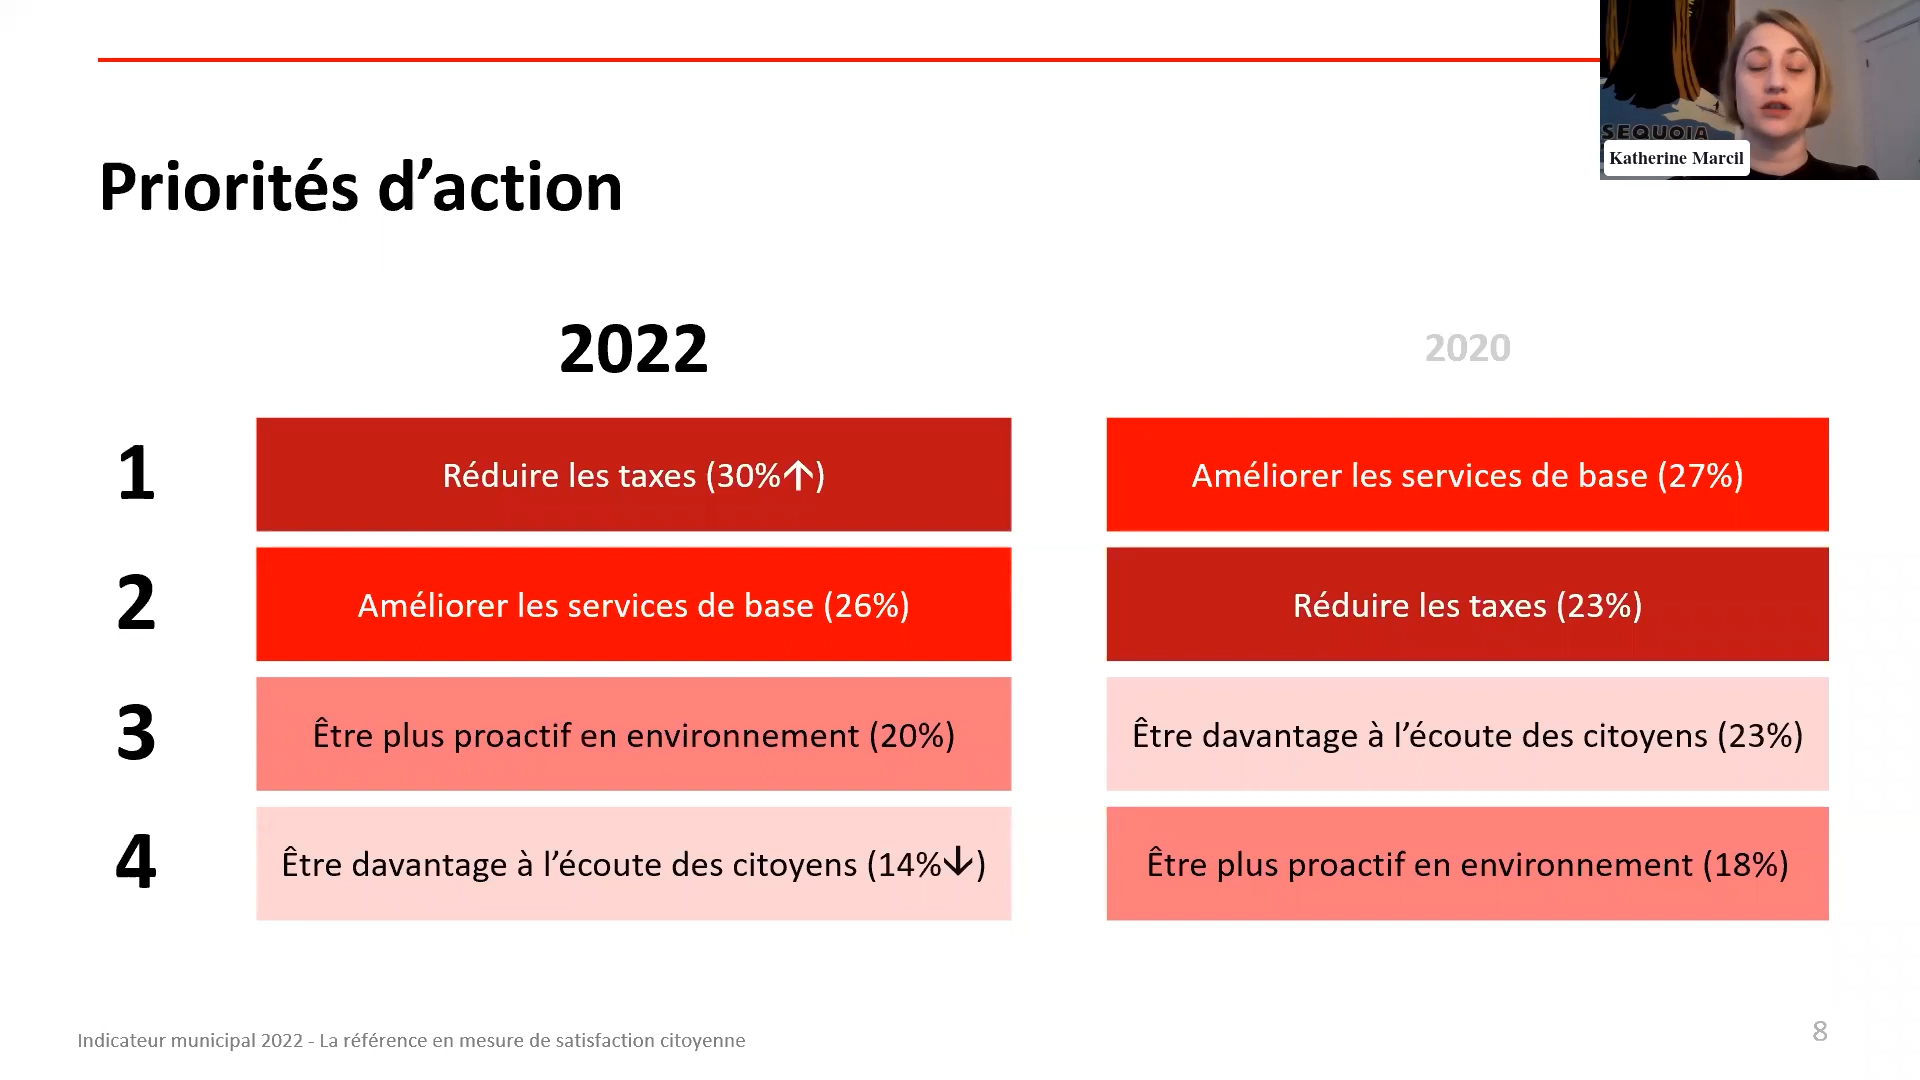 SEQUOIA
Katherine Marcil
Priorités d’action
2022
2020
1
Réduire les taxes (30%↑)
Améliorer les services de base (27%)
2
Améliorer les services de base (26%)
Réduire les taxes (23%)
3
Être plus proactif en environnement (20%)
Être davantage à l’écoute des citoyens (23%)
4
Être davantage à l’écoute des citoyens (14%↓)
Être plus proactif en environnement (18%)
Indicateur municipal 2022 - La référence en mesure de satisfaction citoyenne
8